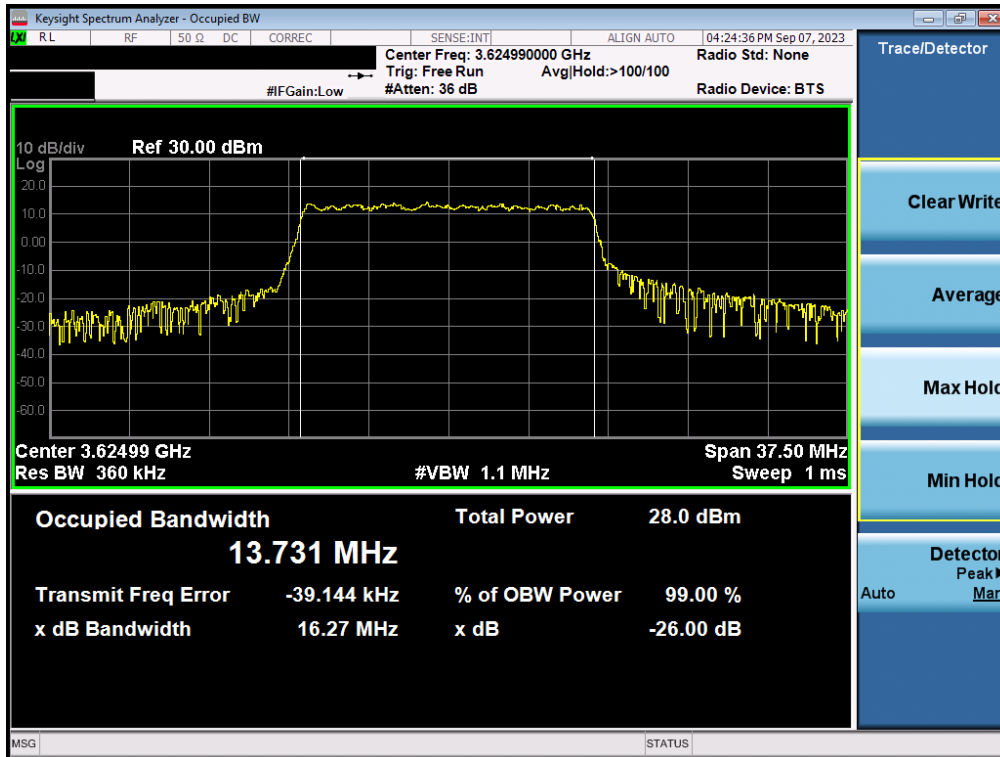 Keysight Spectrum Analyzer - Occupied BW
LXI RL RF 50 Ω DC CORREC SENSE:INT ALIGN AUTO 04:24:36 PM Sep 07, 2023
Center Freq: 3.624990000 GHz Radio Std: None
Trig: Free Run Avg|Hold:>100/100
#IFGain:Low #Atten: 36 dB Radio Device: BTS
10 dB/div Ref 30.00 dBm
Log
20.0
10.0
0.00
-10.0
-20.0
-30.0
-40.0
-50.0
-60.0
Center 3.62499 GHz Span 37.50 MHz
Res BW 360 kHz #VBW 1.1 MHz Sweep 1 ms
Occupied Bandwidth Total Power 28.0 dBm
13.731 MHz
Transmit Freq Error -39.144 kHz % of OBW Power 99.00 %
x dB Bandwidth 16.27 MHz x dB -26.00 dB
MSG STATUS
Trace/Detector
Clear Write
Average
Max Hold
Min Hold
Detector
Peak
Auto Man